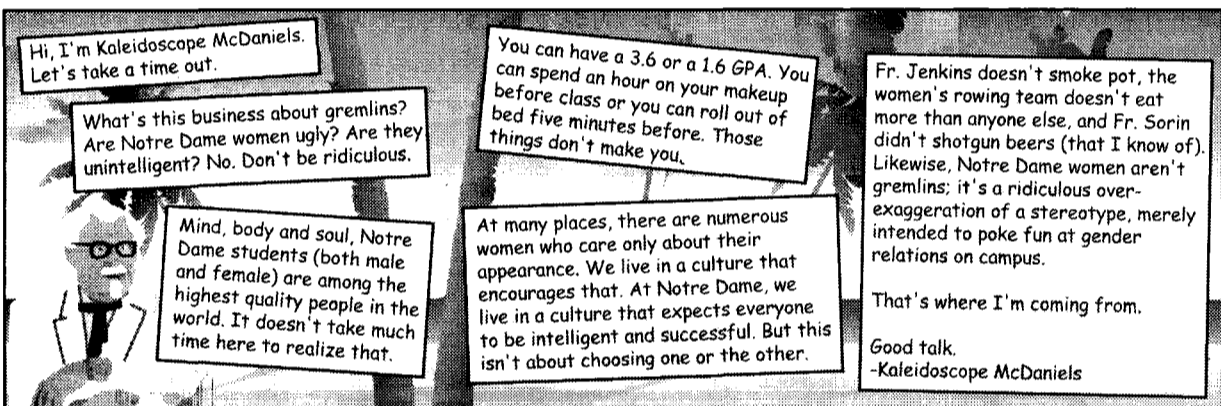 Hi, I'm Kaleidoscope McDaniels.
Let's take a time out.
What's this business about gremlins?
Are Notre Dame women ugly? Are they
unintelligent? No. Don't be ridiculous.
Mind, body and soul, Notre
Dame students (both male
and female) are among the
highest quality people in the
world. It doesn't take much
time here to realize that.
You can have a 3.6 or a 1.6 GPA. You
can spend an hour on your makeup
before class or you can roll out of
bed five minutes before. Those
things don't make you.
At many places, there are numerous
women who care only about their
appearance. We live in a culture that
encourages that. At Notre Dame, we
live in a culture that expects everyone
to be intelligent and successful. But this
isn't about choosing one or the other.
Fr. Jenkins doesn't smoke pot, the
women's rowing team doesn't eat
more than anyone else, and Fr. Sorin
didn't shotgun beers (that I know of).
Likewise, Notre Dame women aren't
gremlins; it's a ridiculous over-
exaggeration of a stereotype, merely
intended to poke fun at gender
relations on campus.
That's where I'm coming from.
Good talk.
-Kaleidoscope McDaniels